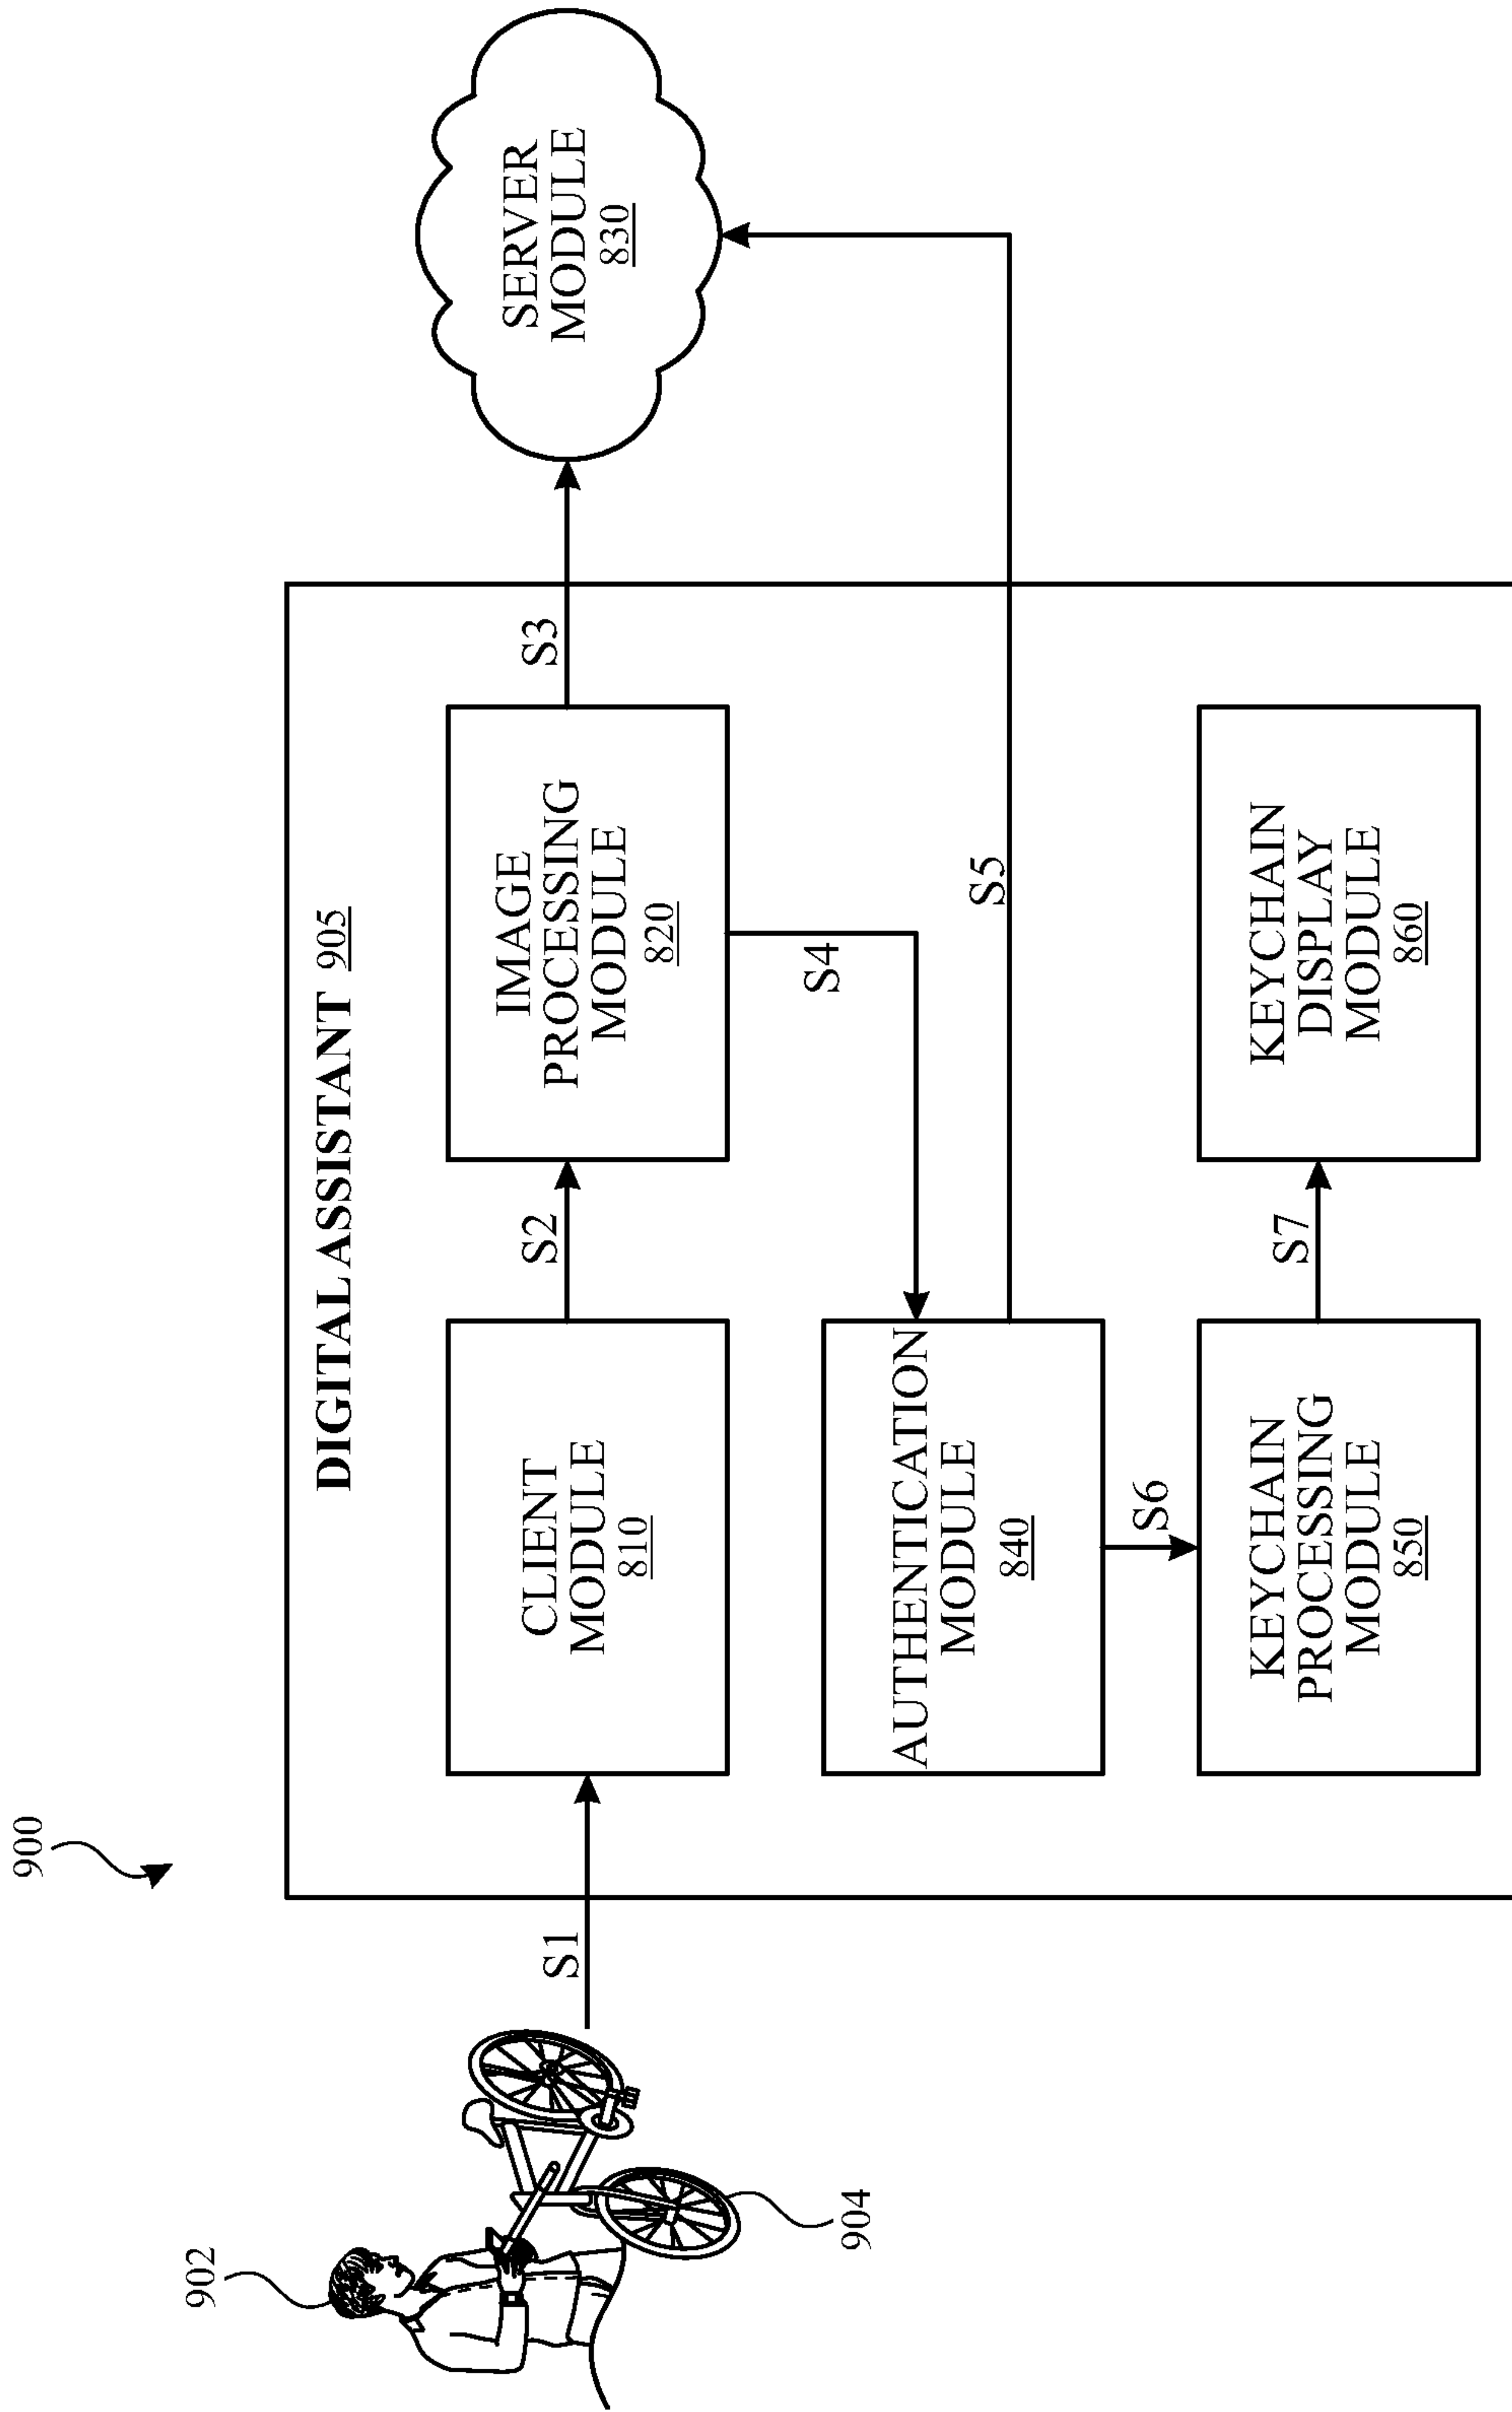 900
902
904
S1
DIGITAL ASSISTANT 905
CLIENT
MODULE
810
S2
IMAGE
PROCESSING
MODULE
820
S3
SERVER
MODULE
830
S4
AUTHENTICATION
MODULE
840
S5
S6
KEYCHAIN
PROCESSING
MODULE
850
S7
KEYCHAIN
DISPLAY
MODULE
860